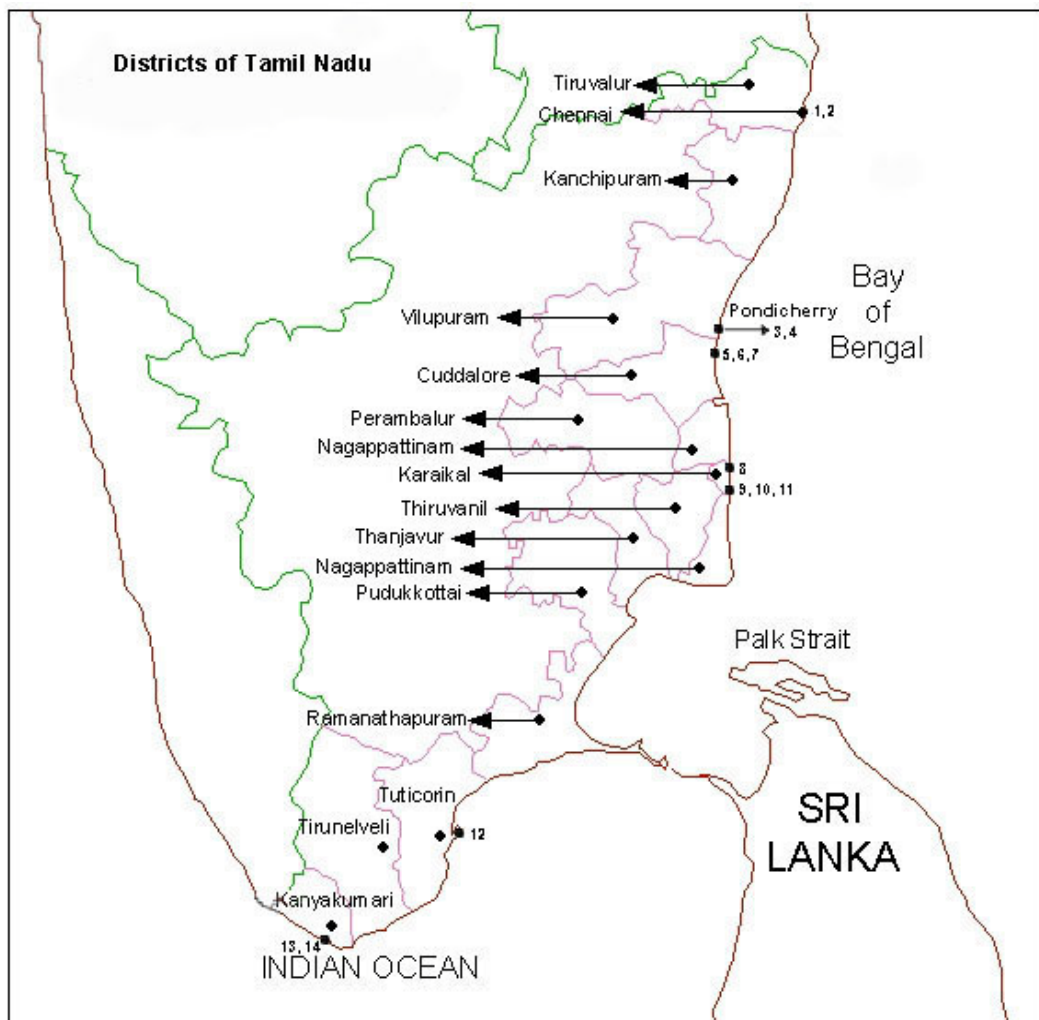 Districts of Tamil Nadu
Tiruvalur
Chennai
1,2
Kanchipuram
Bay
of
Bengal
Pondicherry
3,4
Vilupuram
5,6,7
Cuddalore
Perambalur
Nagappattinam
8
Karaikal
9, 10, 11
Thiruvanil
Thanjavur
Nagappattinam
Pudukkottai
Palk Strait
Ramanathapuram
Tuticorin
SRI
LANKA
Tirunelveli
12
Kanyakumari
13, 14
INDIAN OCEAN